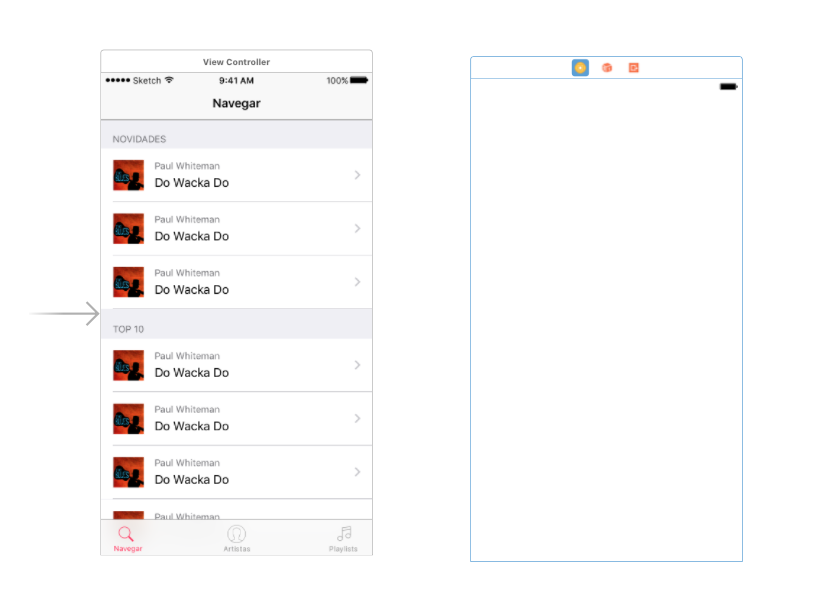 View Controller
Sketch 9:41 AM 100%
Navegar
NOVIDADES
Paul Whiteman
Do Wacka Do
Paul Whiteman
Do Wacka Do
Paul Whiteman
Do Wacka Do
TOP 10
Paul Whiteman
Do Wacka Do
Paul Whiteman
Do Wacka Do
Paul Whiteman
Do Wacka Do
Paul Whiteman
Navegar Artistas Playlists